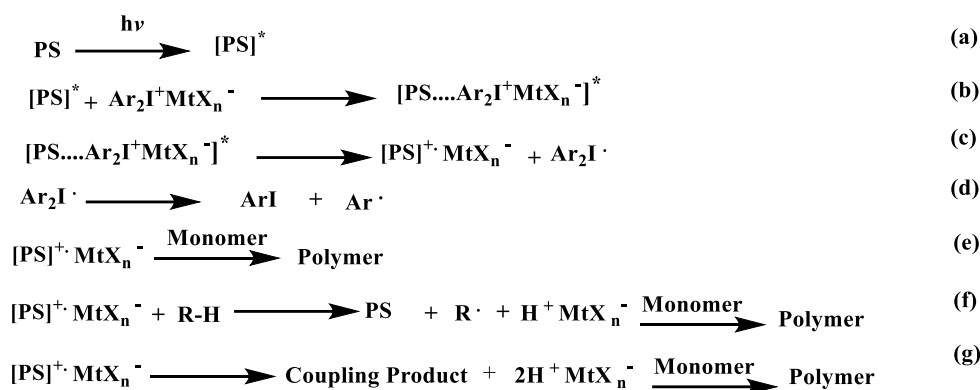 PS hν [PS]* (a)
[PS]* + Ar₂I⁺MtXₙ⁻ [PS....Ar₂I⁺MtXₙ⁻]* (b)
[PS....Ar₂I⁺MtXₙ⁻]* [PS]⁺· MtXₙ⁻ + Ar₂I · (c)
Ar₂I · ArI + Ar · (d)
[PS]⁺· MtXₙ⁻ Monomer Polymer (e)
[PS]⁺· MtXₙ⁻ + R-H PS + R · + H⁺ MtXₙ⁻ Monomer Polymer (f)
[PS]⁺· MtXₙ⁻ Coupling Product + 2H⁺ MtXₙ⁻ Monomer Polymer (g)